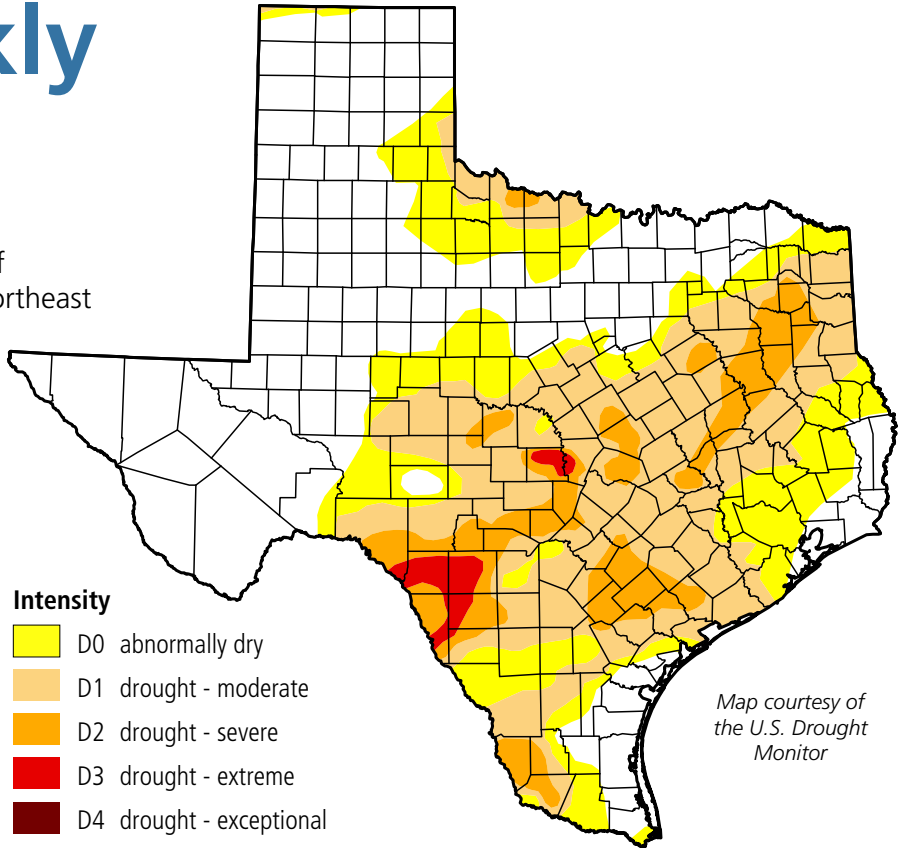 kly
f
ortheast
Intensity
D0 abnormally dry
D1 drought - moderate
D2 drought - severe
D3 drought - extreme
D4 drought - exceptional
Map courtesy of
the U.S. Drought
Monitor